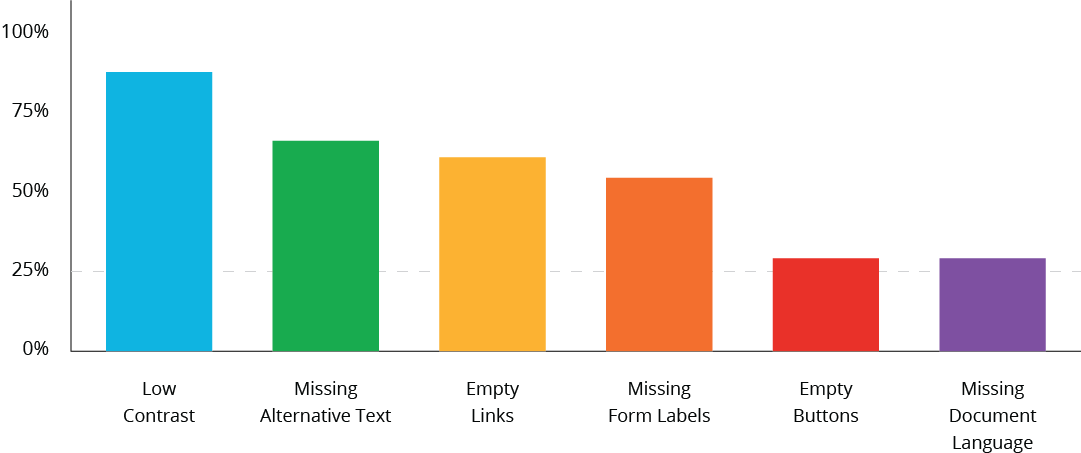 100%
75%
50%
25%
0%
Low
Contrast
Missing
Alternative Text
Empty
Links
Missing
Form Labels
Empty
Buttons
Missing
Document
Language